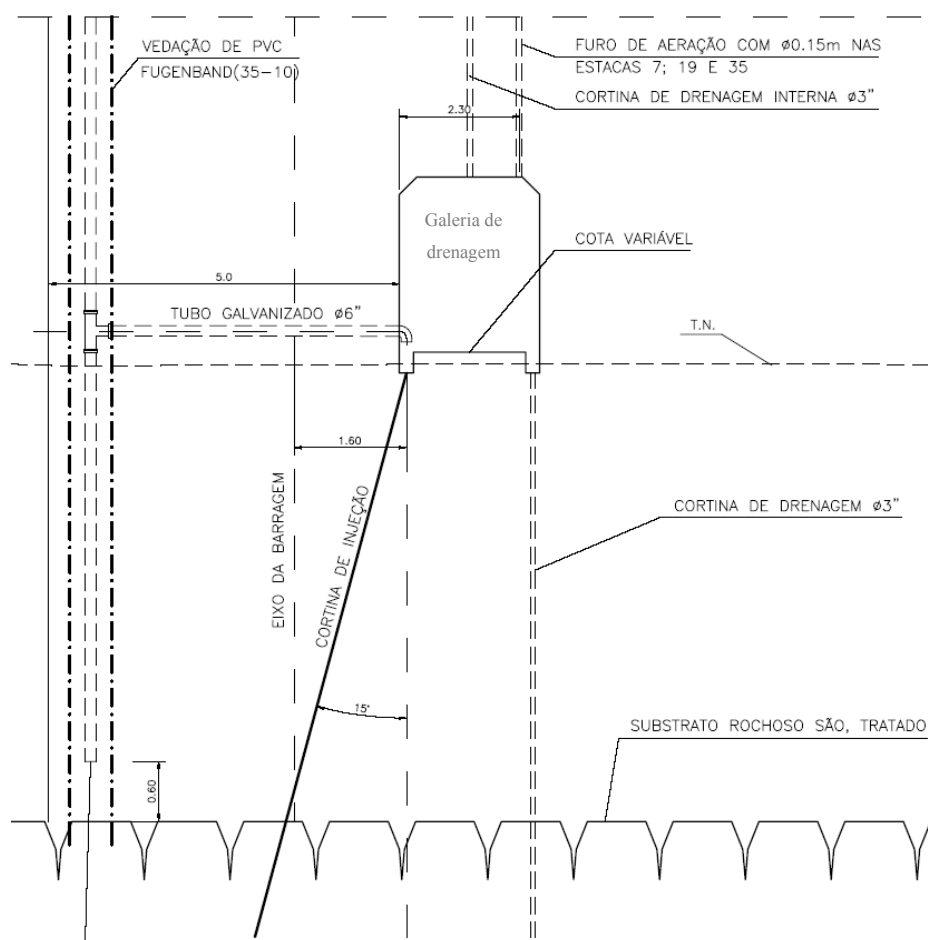 VEDAÇÃO DE PVC
FUGENBAND(35-10)
FURO DE AERAÇÃO COM ø0.15m NAS
ESTACAS 7; 19 E 35
CORTINA DE DRENAGEM INTERNA ø3"
2.30
Galeria de
drenagem
COTA VARIÁVEL
5.0
TUBO GALVANIZADO ø6"
T.N.
1.60
EIXO DA BARRAGEM
CORTINA DE INJEÇÃO
CORTINA DE DRENAGEM ø3"
15°
SUBSTRATO ROCHOSO SÃO, TRATADO
0.60